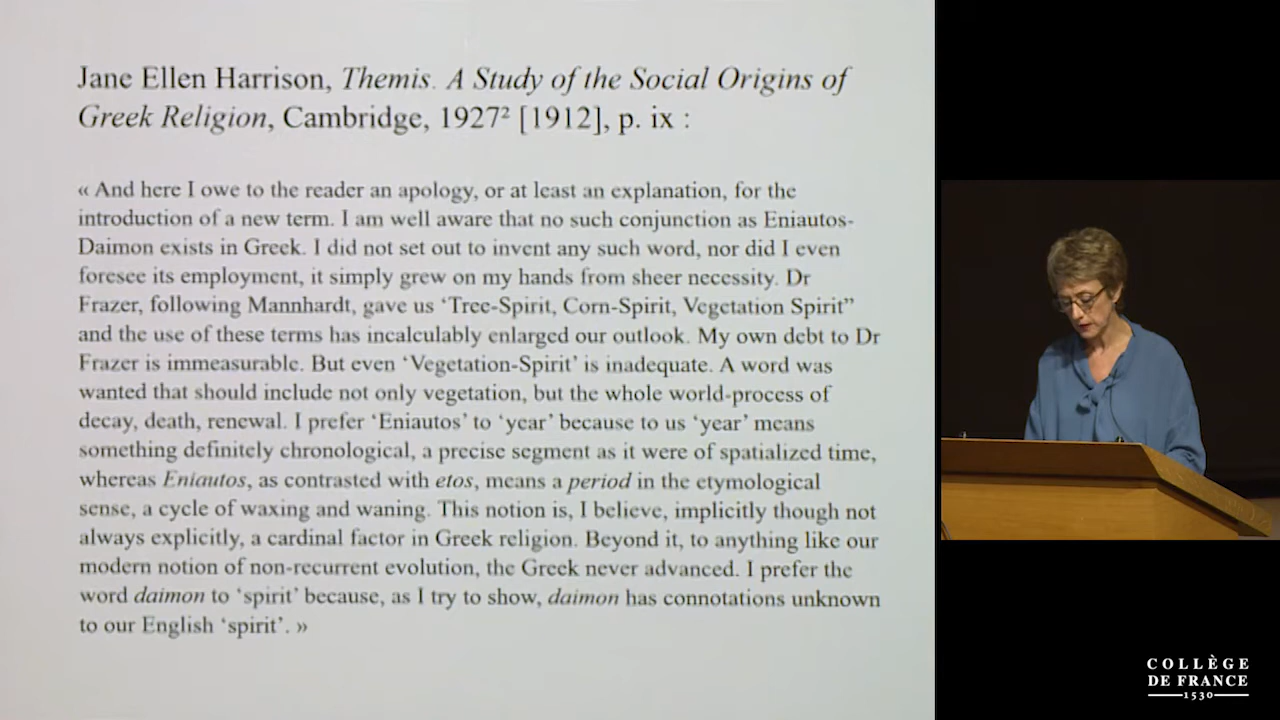 Jane Ellen Harrison, Themis. A Study of the Social Origins of
Greek Religion, Cambridge, 1927² [1912], p. ix :
« And here I owe to the reader an apology, or at least an explanation, for the
introduction of a new term. I am well aware that no such conjunction as Eniautos-
Daimon exists in Greek. I did not set out to invent any such word, nor did I even
foresee its employment, it simply grew on my hands from sheer necessity. Dr
Frazer, following Mannhardt, gave us ‘Tree-Spirit, Corn-Spirit, Vegetation Spirit”
and the use of these terms has incalculably enlarged our outlook. My own debt to Dr
Frazer is immeasurable. But even ‘Vegetation-Spirit’ is inadequate. A word was
wanted that should include not only vegetation, but the whole world-process of
decay, death, renewal. I prefer ‘Eniautos’ to ‘year’ because to us ‘year’ means
something definitely chronological, a precise segment as it were of spatialized time,
whereas Eniautos, as contrasted with etos, means a period in the etymological
sense, a cycle of waxing and waning. This notion is, I believe, implicitly though not
always explicitly, a cardinal factor in Greek religion. Beyond it, to anything like our
modern notion of non-recurrent evolution, the Greek never advanced. I prefer the
word daimon to ‘spirit’ because, as I try to show, daimon has connotations unknown
to our English ‘spirit’. »
COLLÈGE
DE FRANCE
1530